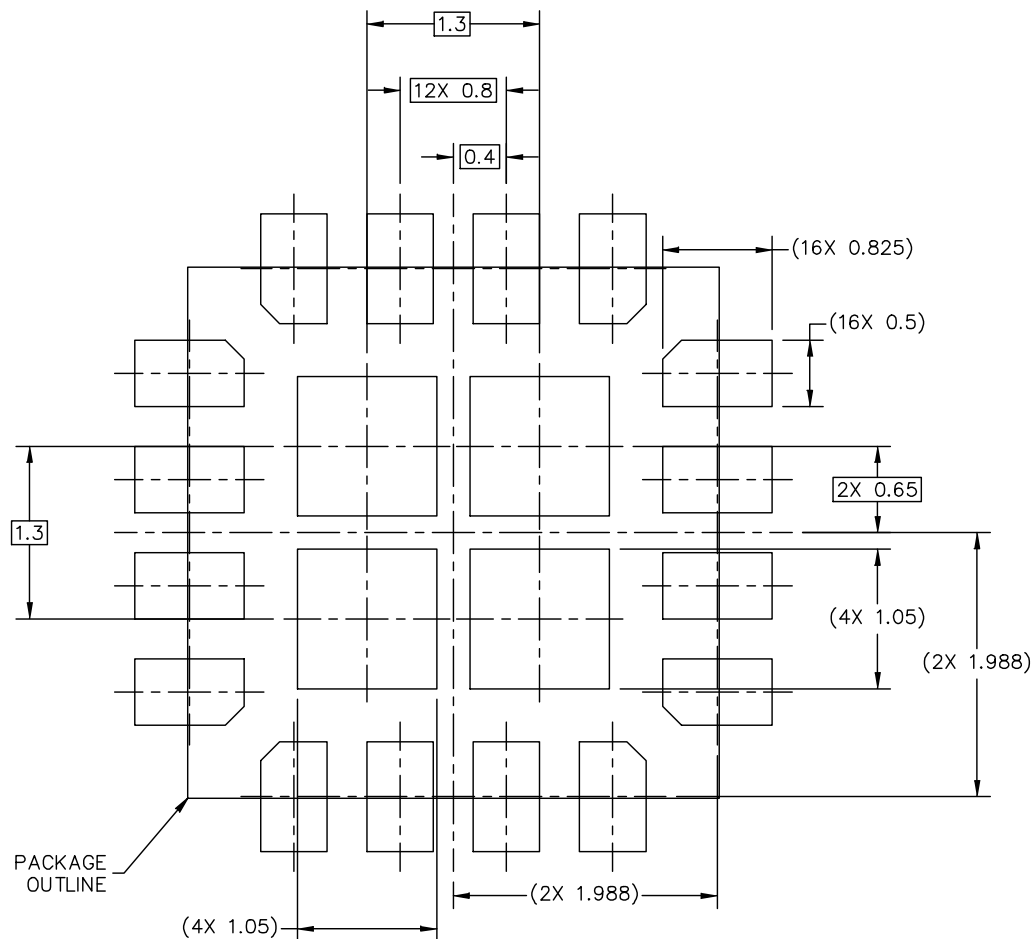 1.3
12X 0.8
0.4
(16X 0.825)
(16X 0.5)
2X 0.65
1.3
(4X 1.05)
(2X 1.988)
PACKAGE
OUTLINE
(2X 1.988)
(4X 1.05)